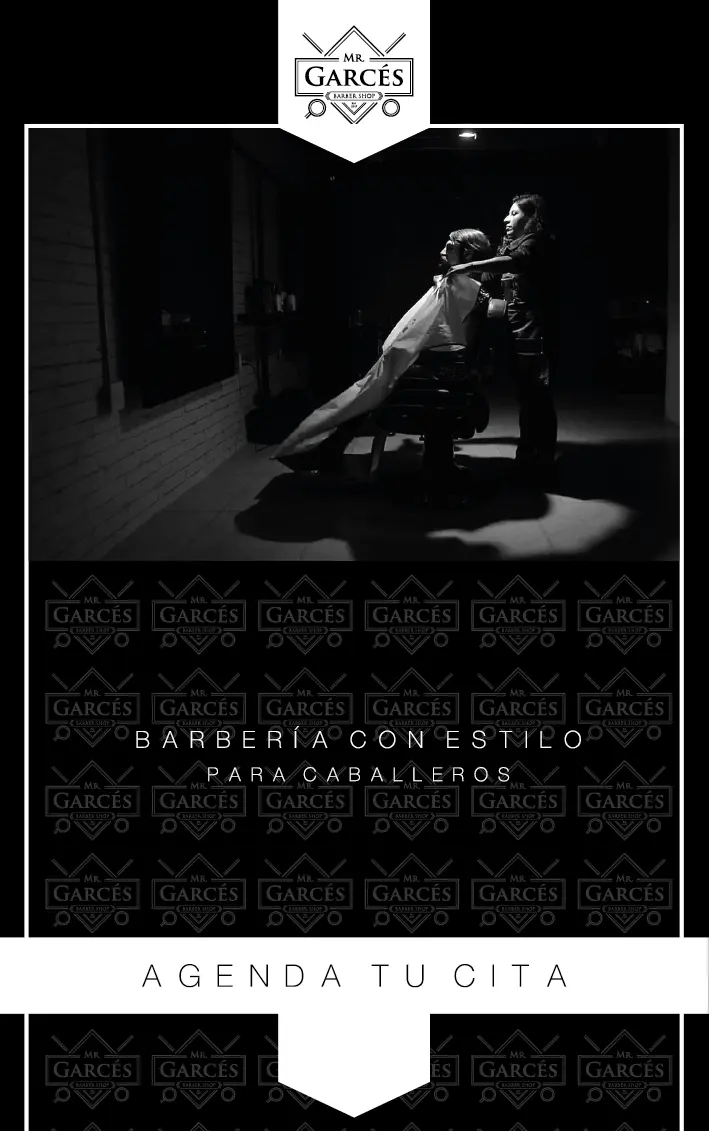 MR.
GARCÉS
BARBER SHOP
BARBERÍA CON ESTILO
PARA CABALLEROS
AGENDA TU CITA